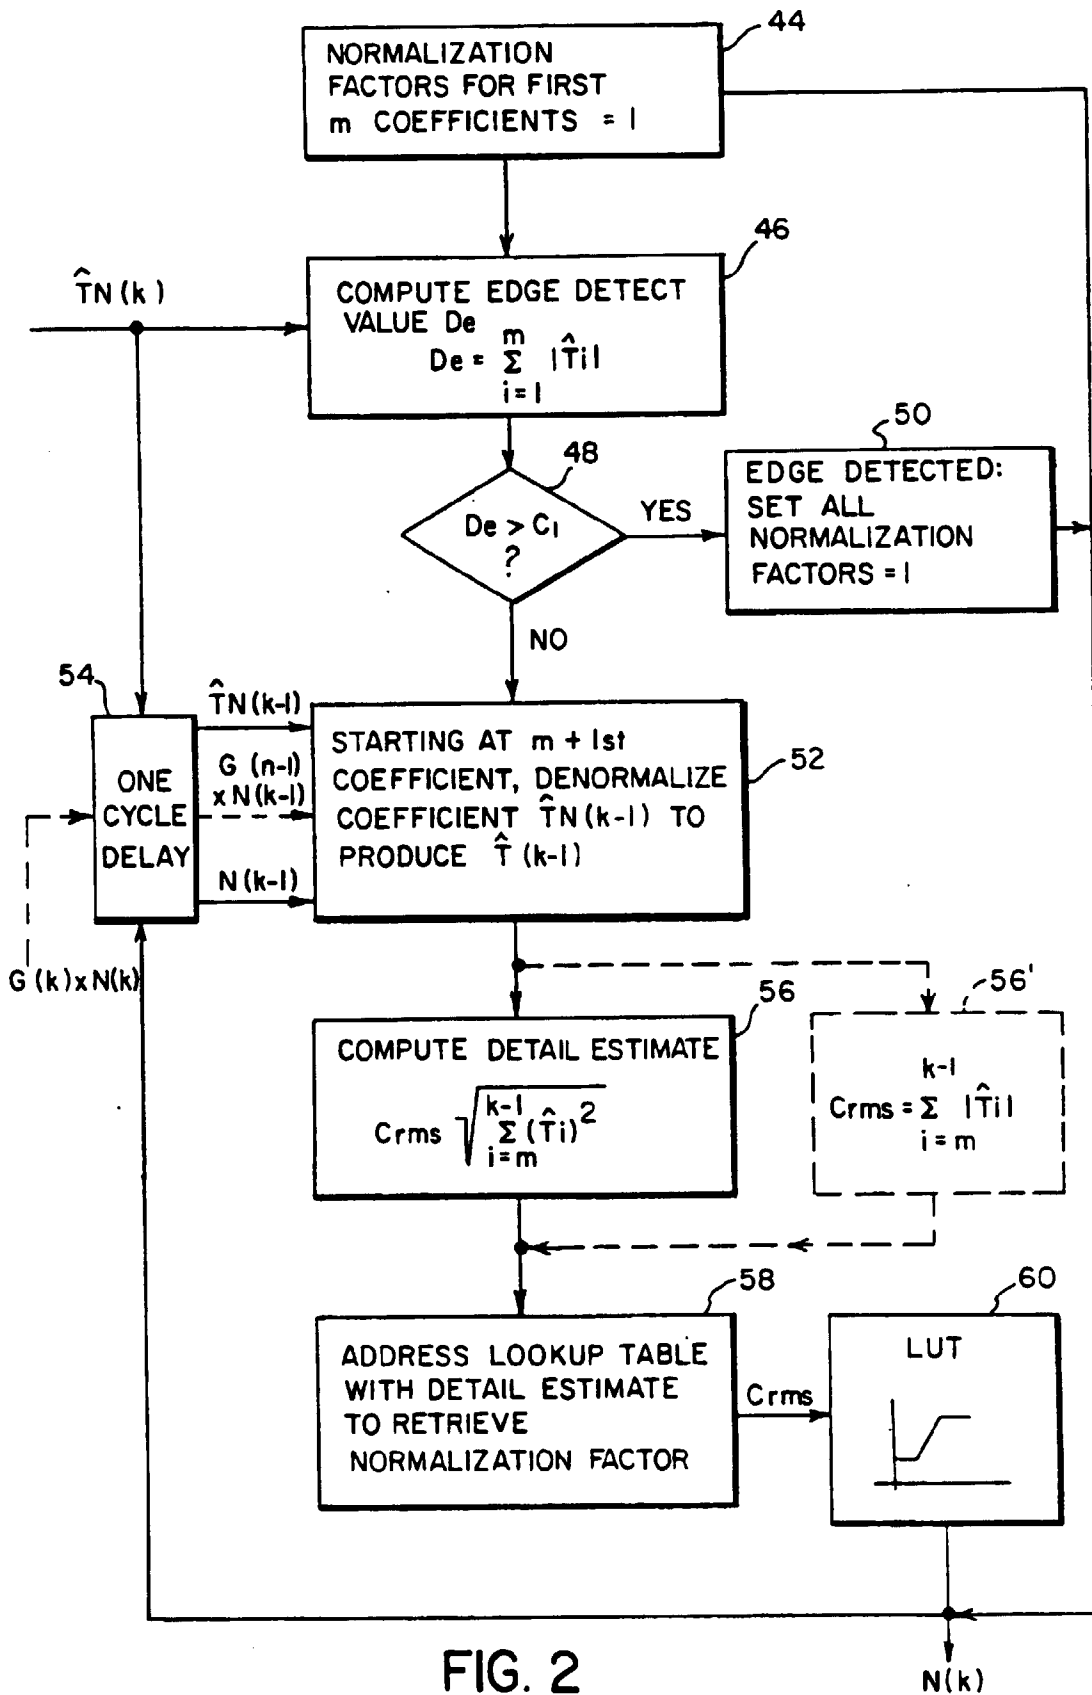 44
NORMALIZATION
FACTORS FOR FIRST
m COEFFICIENTS = 1
46
T̂N(k)
COMPUTE EDGE DETECT
VALUE De
De = m Σ i=1 |T̂i|
48
De > C1
?
YES
50
EDGE DETECTED:
SET ALL
NORMALIZATION
FACTORS = 1
NO
54
ONE
CYCLE
DELAY
T̂N(k-1)
G (n-1)
x N(k-1)
N(k-1)
G (k) x N(k)
52
STARTING AT m + 1st
COEFFICIENT, DENORMALIZE
COEFFICIENT T̂N(k-1) TO
PRODUCE T̂ (k-1)
56
COMPUTE DETAIL ESTIMATE
Crms √ k-1 Σ i=m (T̂i)²
56'
Crms = k-1 Σ i=m |T̂i|
58
ADDRESS LOOKUP TABLE
WITH DETAIL ESTIMATE
TO RETRIEVE
NORMALIZATION FACTOR
Crms
60
LUT
N(k)
FIG. 2